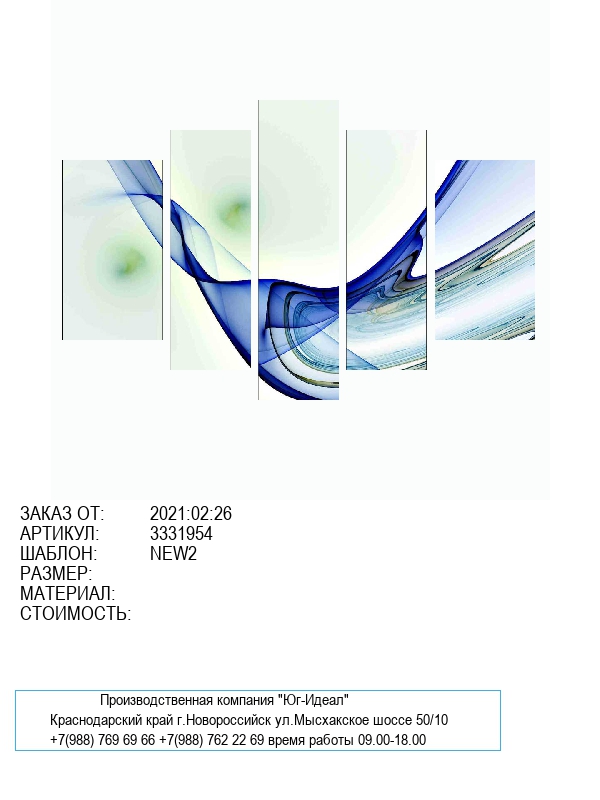 ЗАКАЗ ОТ: 2021:02:26
АРТИКУЛ: 3331954
ШАБЛОН: NEW2
РАЗМЕР:
МАТЕРИАЛ:
СТОИМОСТЬ:
Производственная компания "Юг-Идеал"
Краснодарский край г.Новороссийск ул.Мысхакское шоссе 50/10
+7(988) 769 69 66 +7(988) 762 22 69 время работы 09.00-18.00